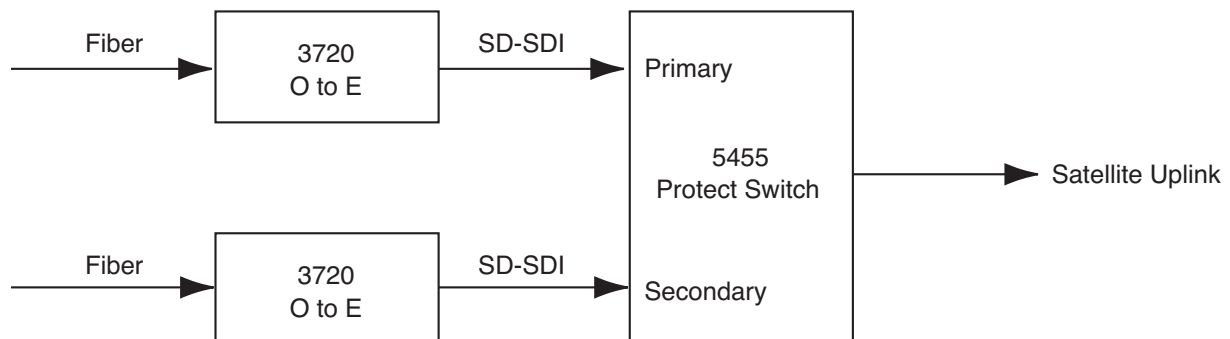 Fiber
3720
O to E
SD-SDI
Primary
5455
Protect Switch
Satellite Uplink
Fiber
3720
O to E
SD-SDI
Secondary